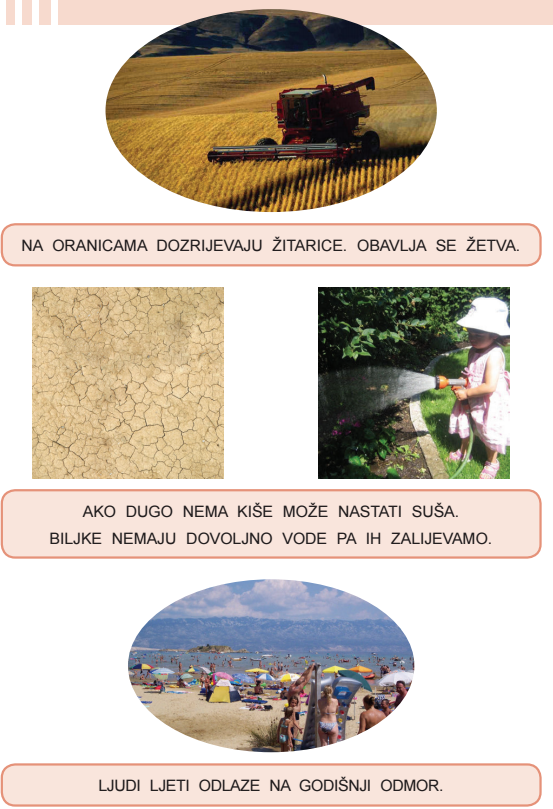 NA ORANICAMA DOZRIJEVAJU ŽITARICE. OBAVLJA SE ŽETVA.
AKO DUGO NEMA KIŠE MOŽE NASTATI SUŠA.
BILJKE NEMAJU DOVOLJNO VODE PA IH ZALIJEVAMO.
LJUDI LJETI ODLAZE NA GODIŠNJI ODMOR.